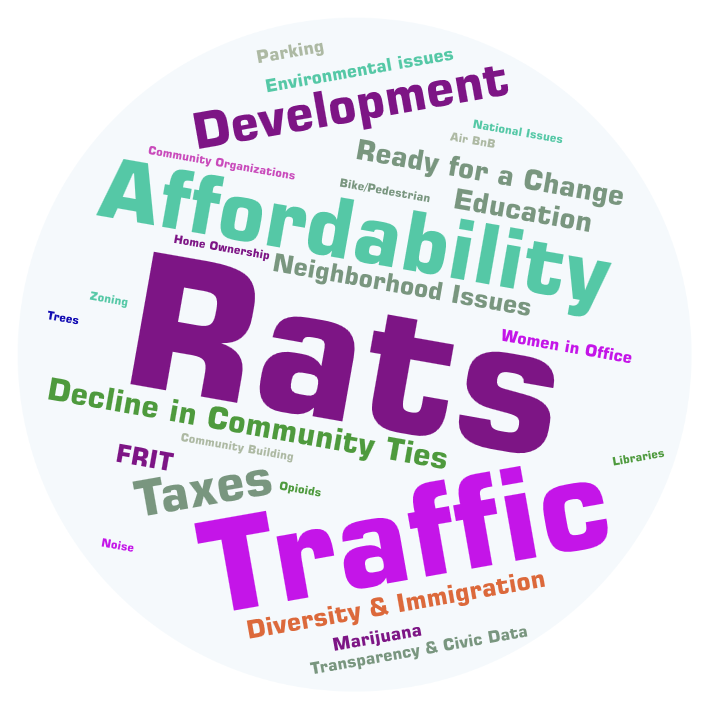 Parking
Environmental issues
Development
National Issues
Air BnB
Ready for a Change
Community Organizations
Bike/Pedestrian
Education
Affordability
Home Ownership
Neighborhood Issues
Zoning
Trees
Rats
Women in Office
Decline in Community Ties
Community Building
FRIT
Libraries
Taxes
Opioids
Traffic
Noise
Diversity & Immigration
Marijuana
Transparency & Civic Data